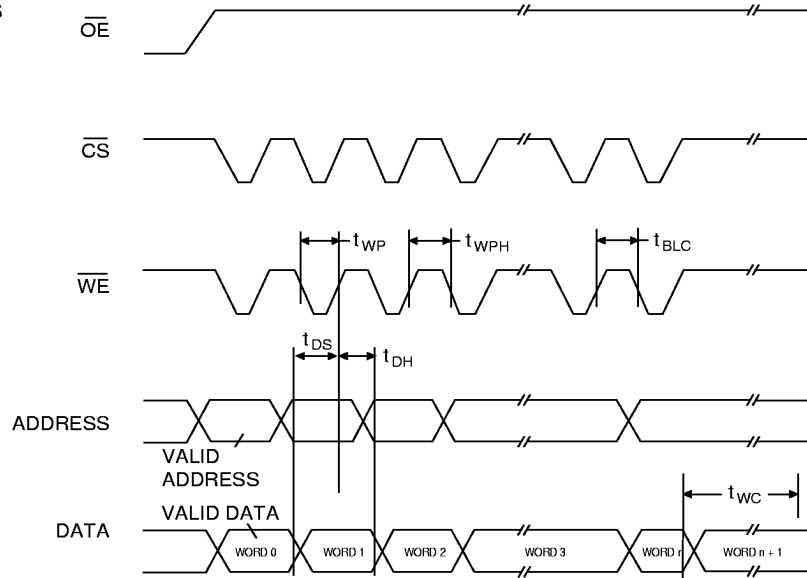 S
OE
CS
WE
tWP
tWPH
tBLC
tDS
tDH
ADDRESS
VALID
ADDRESS
tWC
DATA
VALID DATA
WORD 0
WORD 1
WORD 2
WORD 3
WORD n
WORD n + 1